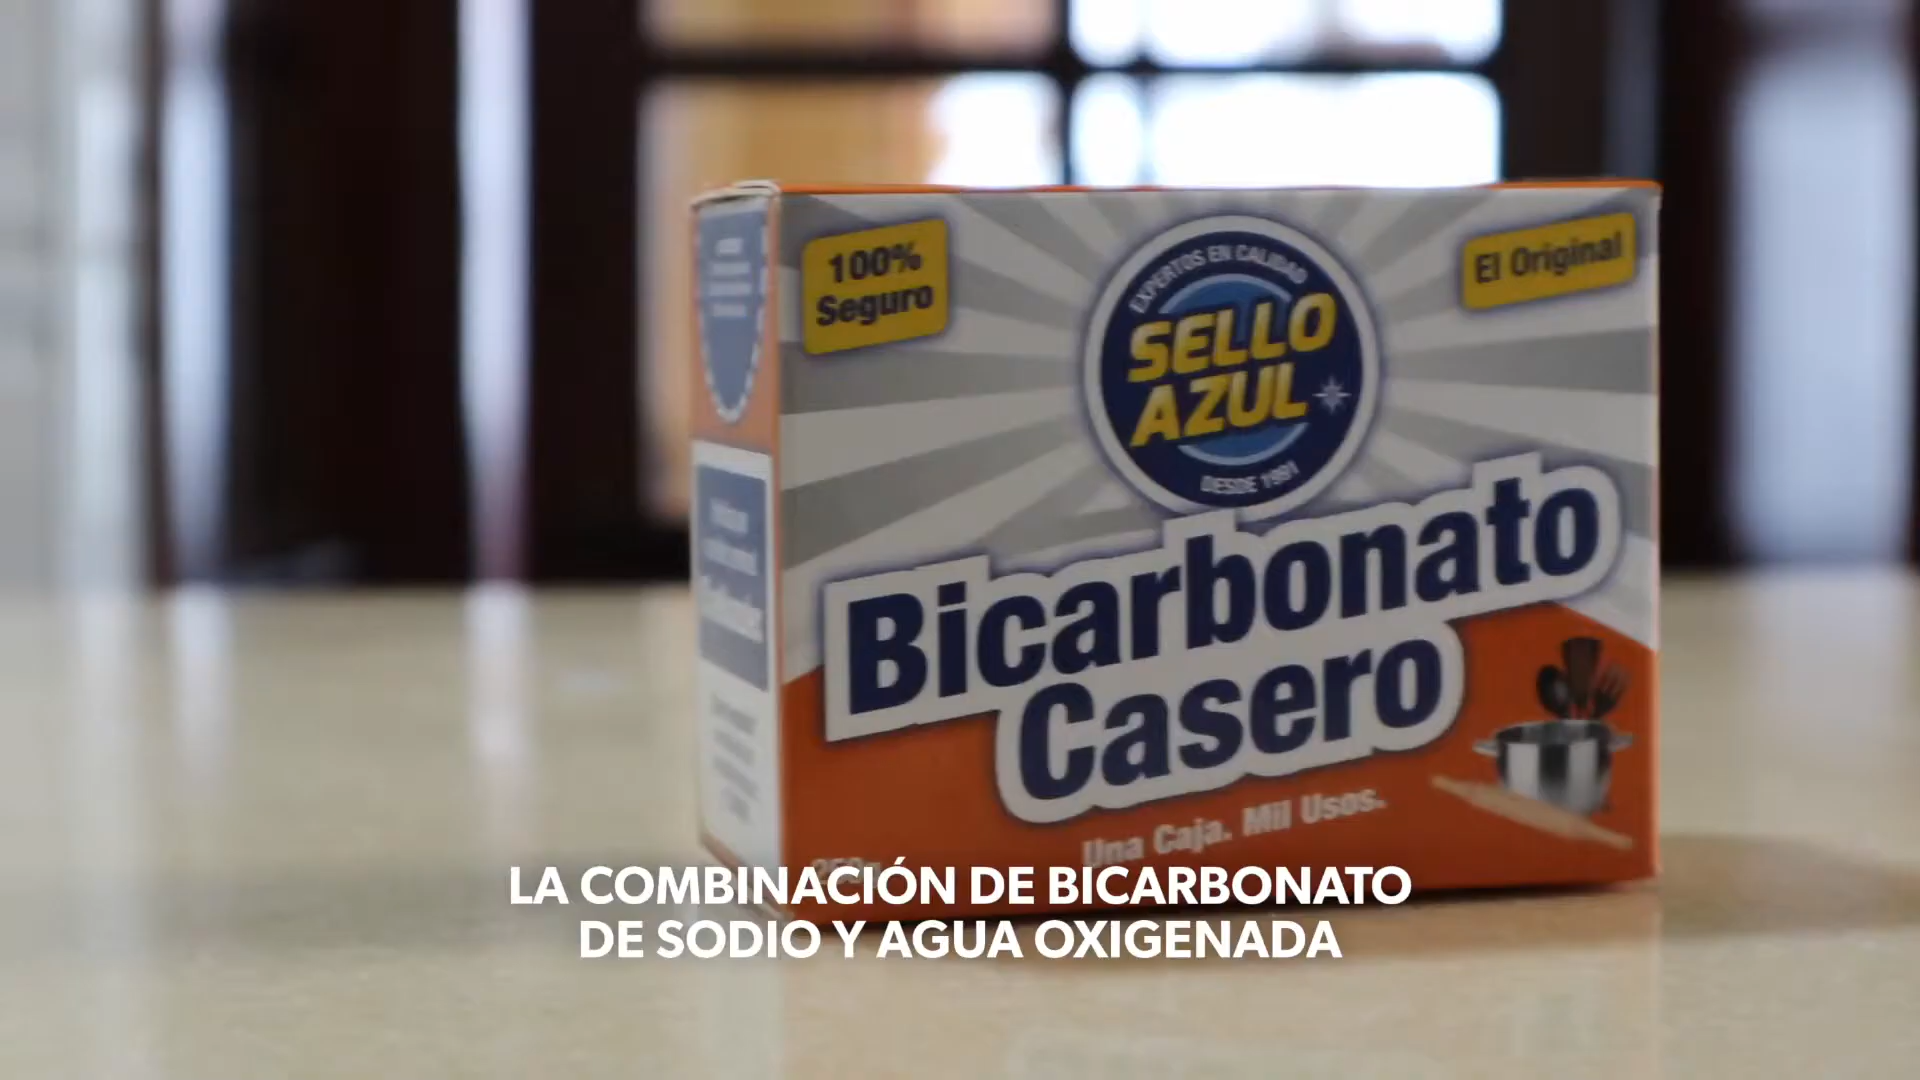 100%
Seguro
EXPERTOS EN CALIDAD
SELLO
AZUL
DESDE 1991
El Original
Bicarbonato
Casero
Una Caja. Mil Usos.
LA COMBINACIÓN DE BICARBONATO
DE SODIO Y AGUA OXIGENADA